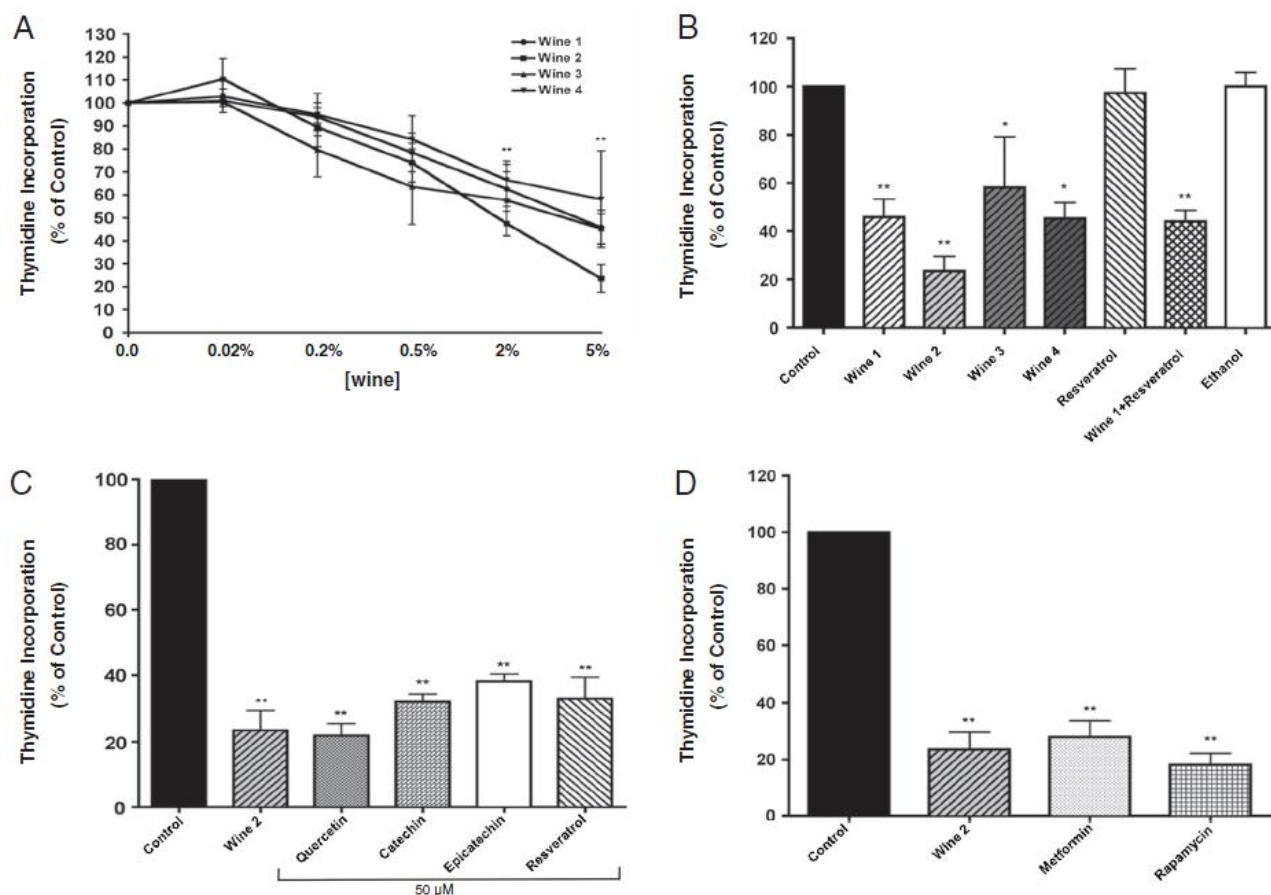 A
Thymidine Incorporation
(% of Control)
130
120
110
100
90
80
70
60
50
40
30
20
10
0
0.0
0.02%
0.2%
0.5%
2%
5%
[wine]
Wine 1
Wine 2
Wine 3
Wine 4
**
**
B
Thymidine Incorporation
(% of Control)
120
100
80
60
40
20
0
**
**
*
*
**
Control
Wine 1
Wine 2
Wine 3
Wine 4
Resveratrol
Wine 1+Resveratrol
Ethanol
C
Thymidine Incorporation
(% of Control)
100
80
60
40
20
0
**
**
**
**
**
Control
Wine 2
Quercetin
Catechin
Epicatechin
Resveratrol
50 µM
D
Thymidine Incorporation
(% of Control)
120
100
80
60
40
20
0
**
**
**
Control
Wine 2
Metformin
Rapamycin